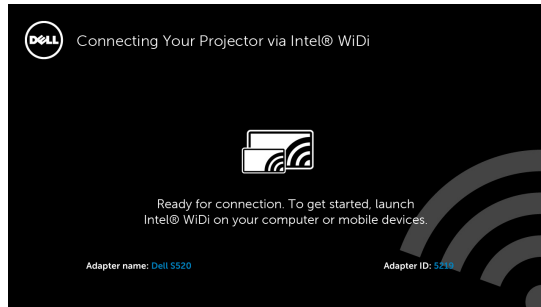 DELL
Connecting Your Projector via Intel® WiDi
Ready for connection. To get started, launch
Intel® WiDi on your computer or mobile devices.
Adapter name: Dell S520
Adapter ID: 5219